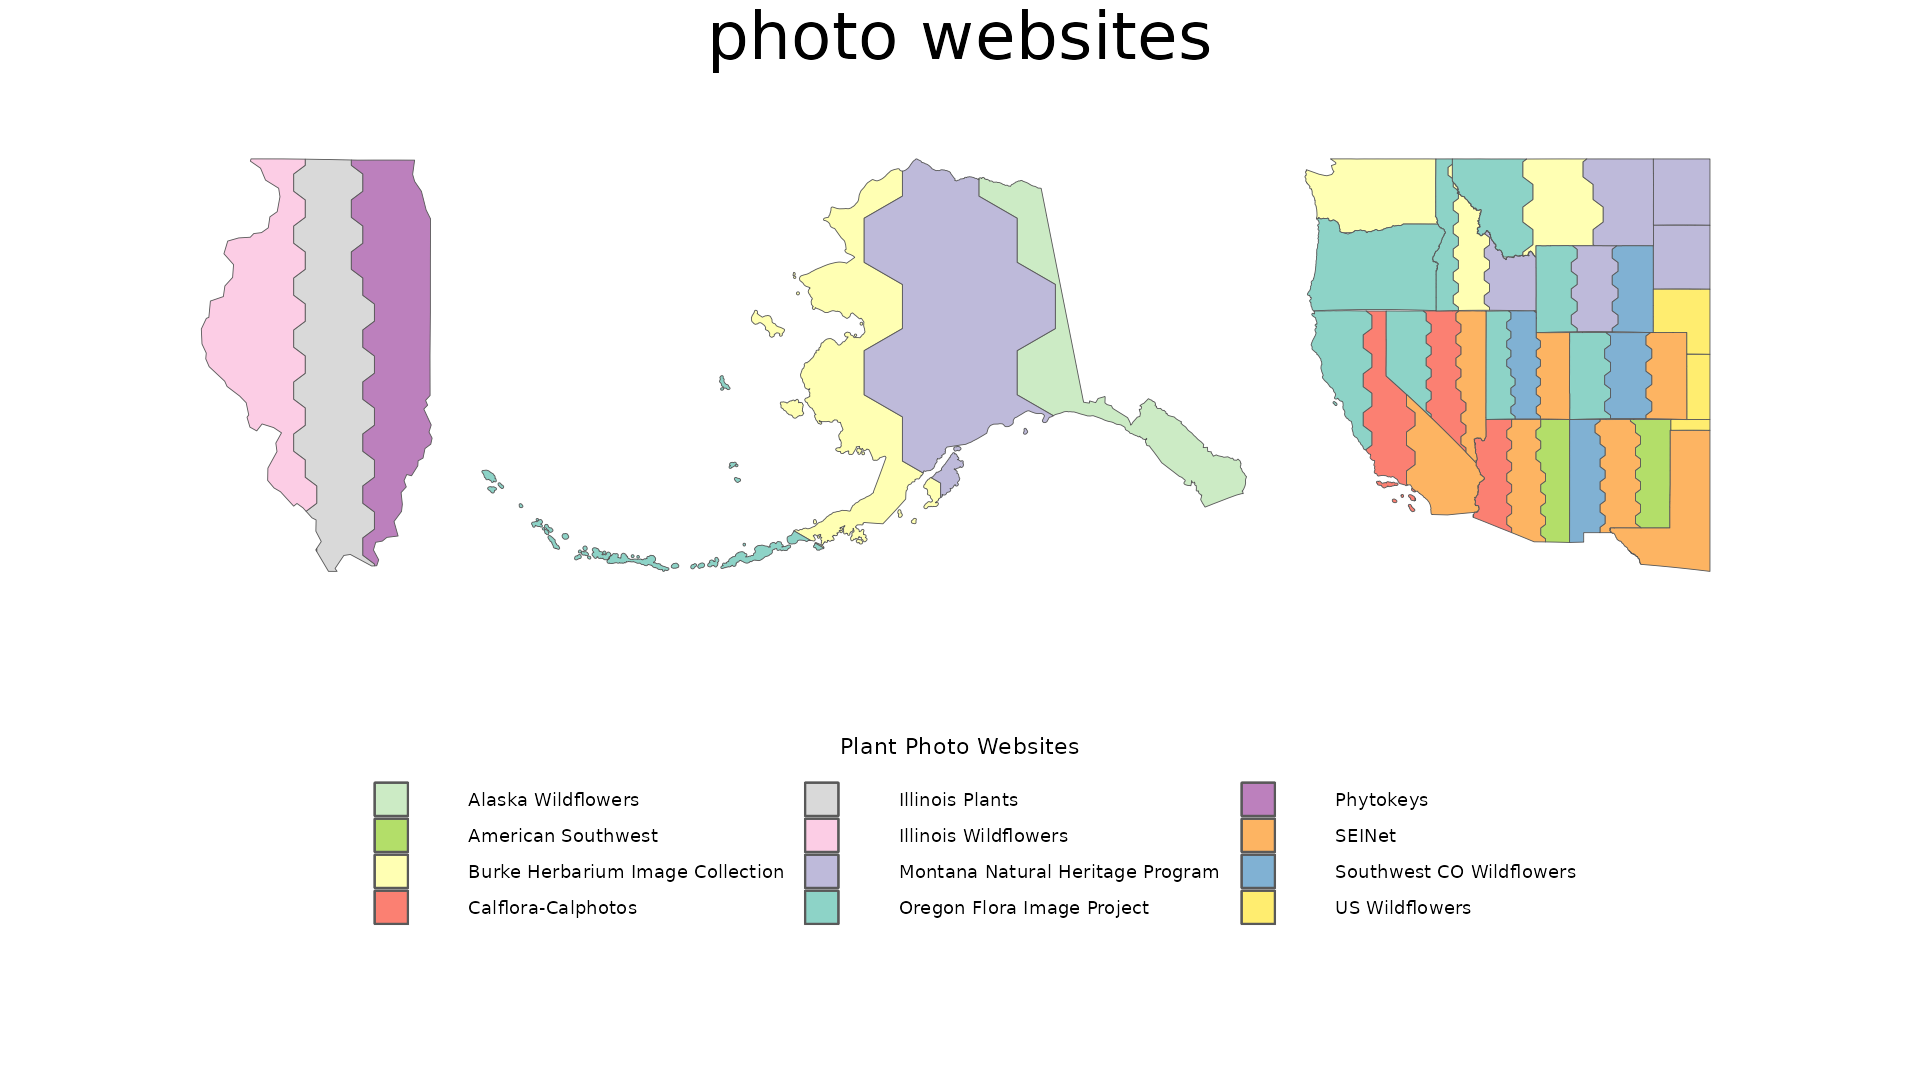 photo websites
Plant Photo Websites
Alaska Wildflowers
American Southwest
Burke Herbarium Image Collection
Calflora-Calphotos
Illinois Plants
Illinois Wildflowers
Montana Natural Heritage Program
Oregon Flora Image Project
Phytokeys
SEINet
Southwest CO Wildflowers
US Wildflowers